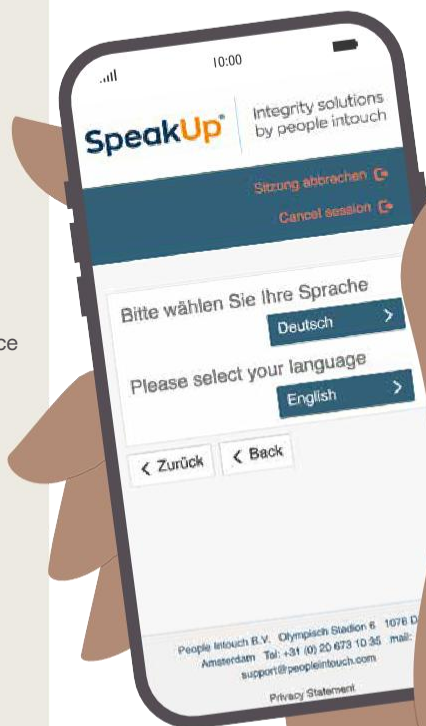 10:00
SpeakUp®
Integrity solutions
by people intouch
Sitzung abbrechen
Cancel session
Bitte wählen Sie Ihre Sprache
Deutsch
Please select your language
English
Zurück
Back
People Intouch B.V. Olympisch Stadion 6 1076 D
Amsterdam Tel: +31 (0) 20 673 10 35 mail:
support@peopleintouch.com
Privacy Statement